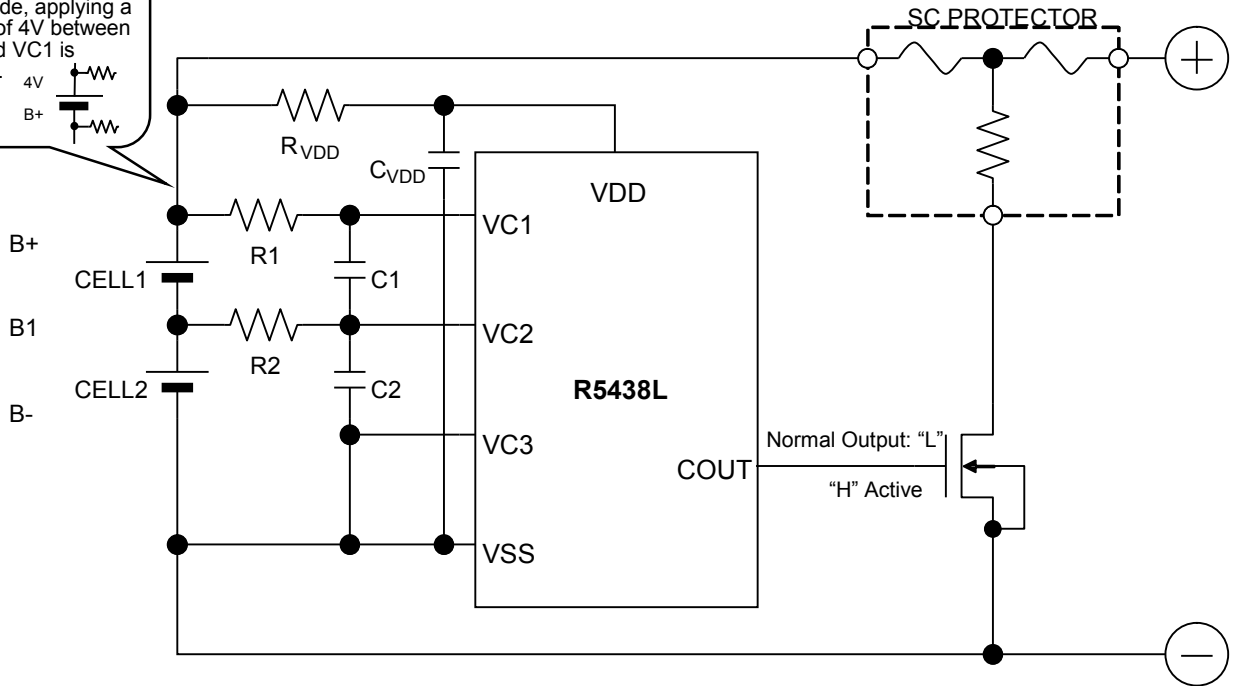 de, applying a
of 4V between
d VC1 is
4V
B+
SC PROTECTOR
+
RVDD
CVDD
VDD
B+
R1
VC1
CELL1
C1
B1
R2
VC2
CELL2
C2
R5438L
B-
VC3
Normal Output: “L”
COUT
“H” Active
VSS
−